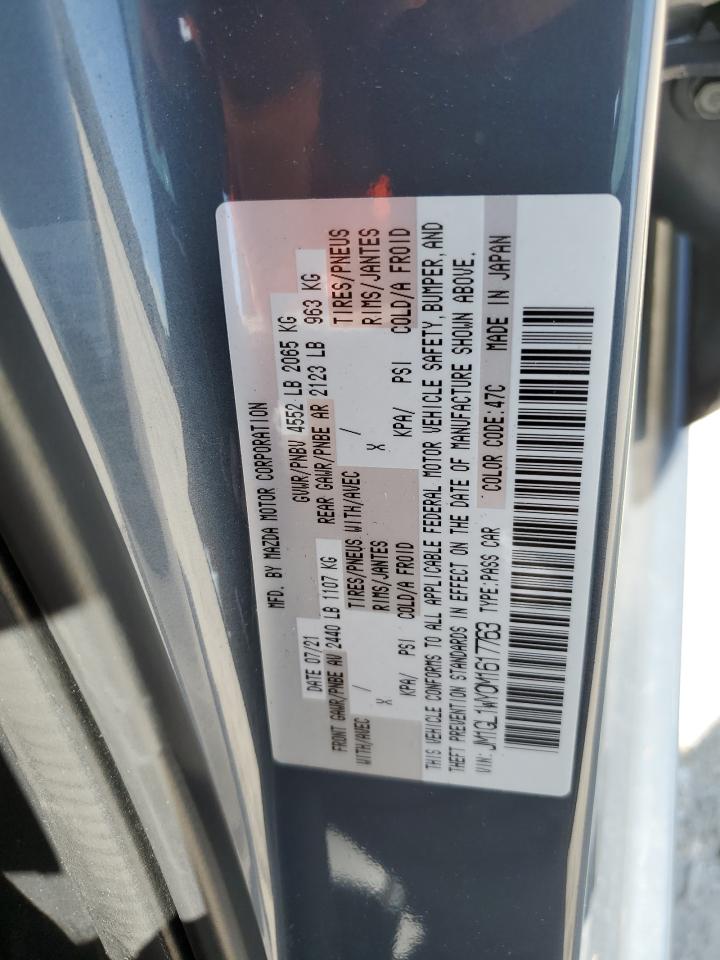 MFD. BY MAZDA MOTOR CORPORATION
DATE 07/21 GVWR/PNBV 4552 LB 2065 KG
FRONT GAWR/PNBE AV 2440 LB 1107 KG REAR GAWR/PNBE AR 2123 LB 963 KG
WITH/AVEC / TIRES/PNEUS WITH/AVEC / TIRES/PNEUS
X RIMS/JANTES X RIMS/JANTES
KPA/ PSI COLD/A FROID KPA/ PSI COLD/A FROID
THIS VEHICLE CONFORMS TO ALL APPLICABLE FEDERAL MOTOR VEHICLE SAFETY, BUMPER, AND
THEFT PREVENTION STANDARDS IN EFFECT ON THE DATE OF MANUFACTURE SHOWN ABOVE.
VIN: JM1GL1WY0M1617763 TYPE:PASS CAR COLOR CODE:47C MADE IN JAPAN